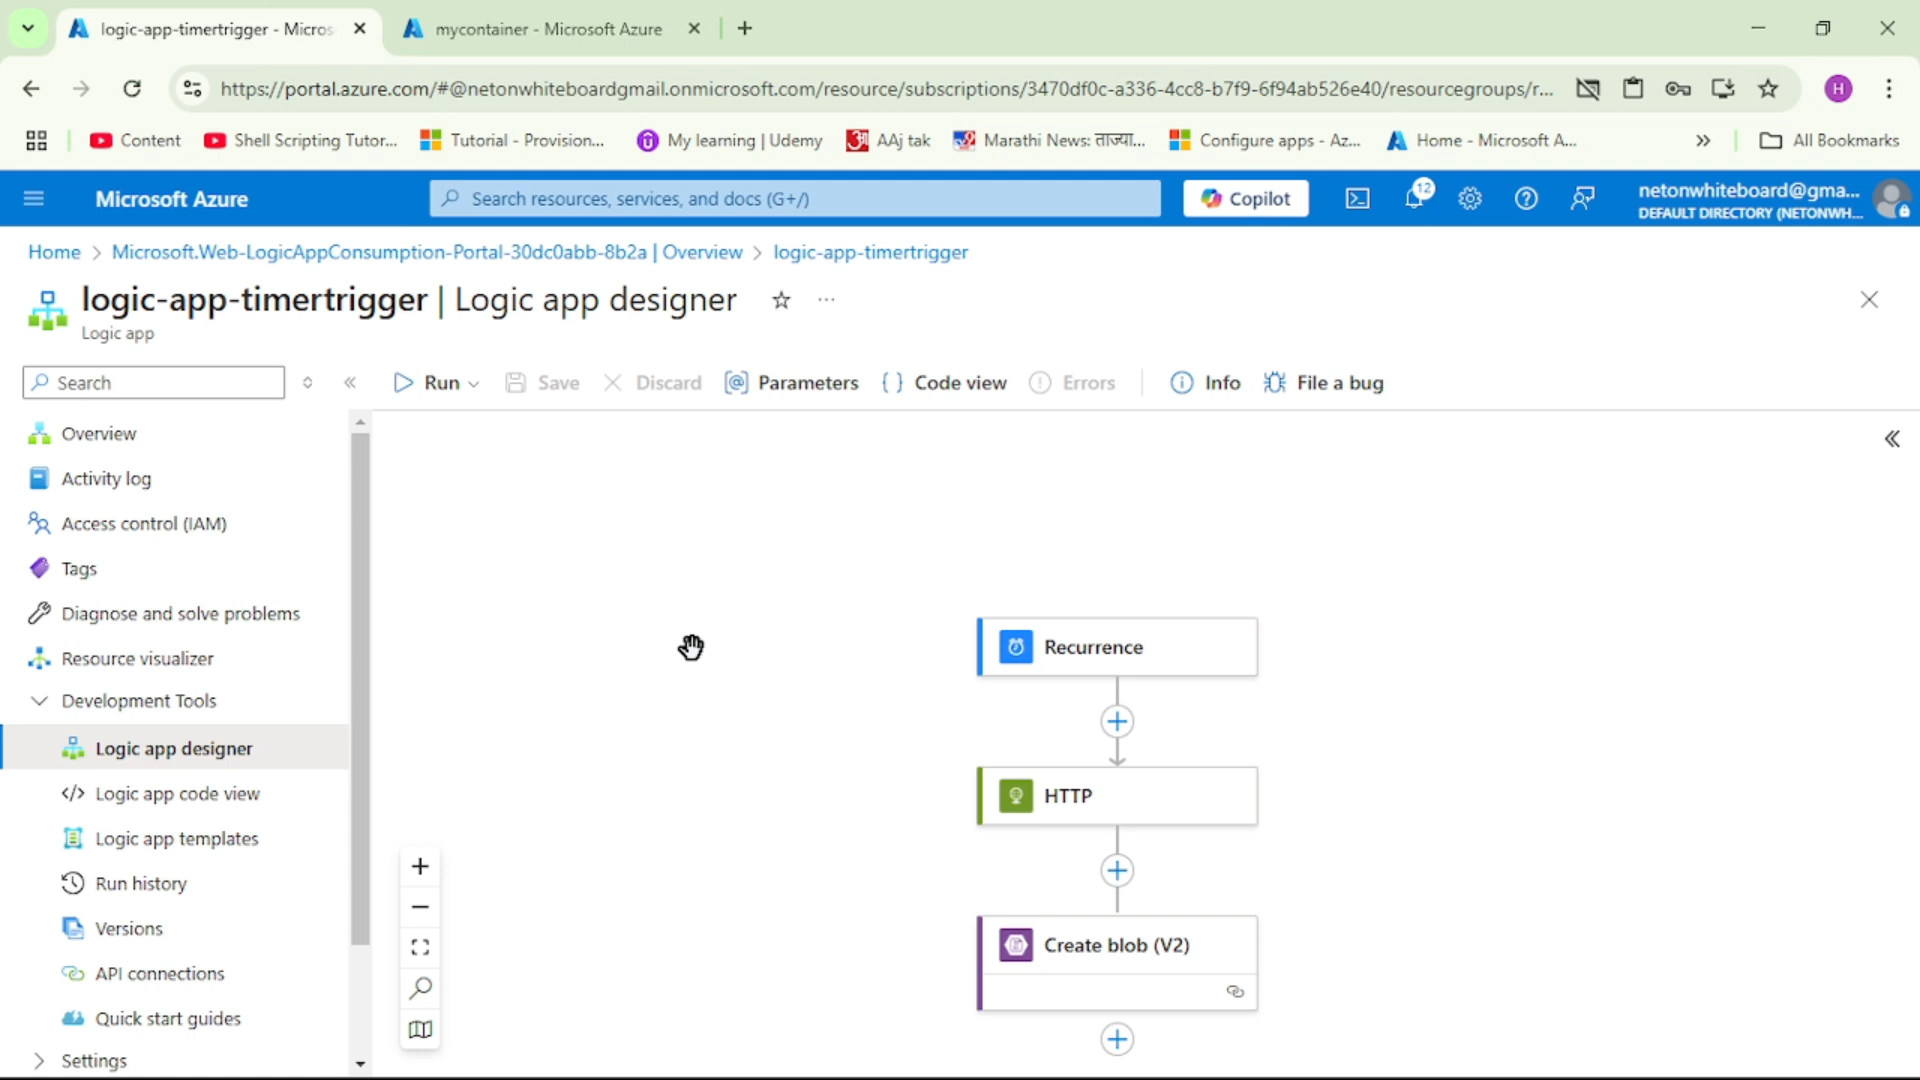 logic-app-timertrigger - Micros
mycontainer - Microsoft Azure
https://portal.azure.com/#@netonwhiteboardgmail.onmicrosoft.com/resource/subscriptions/3470df0c-a336-4cc8-b7f9-6f94ab526e40/resourcegroups/r...
H
Content
Shell Scripting Tutor...
Tutorial - Provision...
My learning | Udemy
AAj tak
Marathi News: ताज्या...
Configure apps - Az...
Home - Microsoft A...
All Bookmarks
Microsoft Azure
Search resources, services, and docs (G+/)
Copilot
12
netonwhiteboard@gma...
DEFAULT DIRECTORY (NETONWH...
Home > Microsoft.Web-LogicAppConsumption-Portal-30dc0abb-8b2a | Overview > logic-app-timertrigger
logic-app-timertrigger | Logic app designer
Logic app
Search
Run
Save
Discard
Parameters
Code view
Errors
Info
File a bug
Overview
Activity log
Access control (IAM)
Tags
Diagnose and solve problems
Resource visualizer
Development Tools
Logic app designer
Logic app code view
Logic app templates
Run history
Versions
API connections
Quick start guides
Settings
Recurrence
HTTP
Create blob (V2)